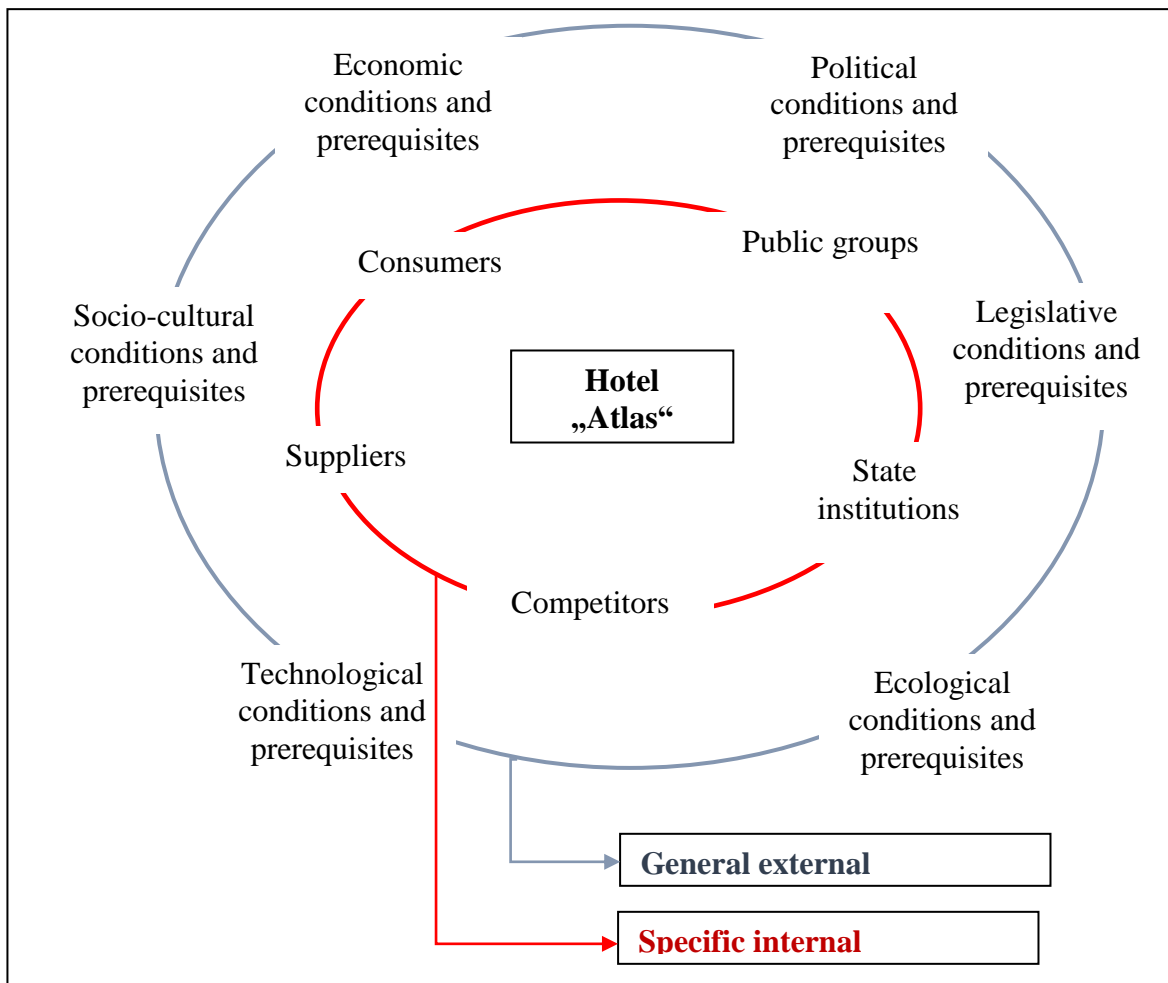 Economic
conditions and
prerequisites
Political
conditions and
prerequisites
Consumers
Public groups
Socio-cultural
conditions and
prerequisites
Legislative
conditions and
prerequisites
Hotel
„Atlas“
Suppliers
State
institutions
Competitors
Technological
conditions and
prerequisites
Ecological
conditions and
prerequisites
General external
Specific internal